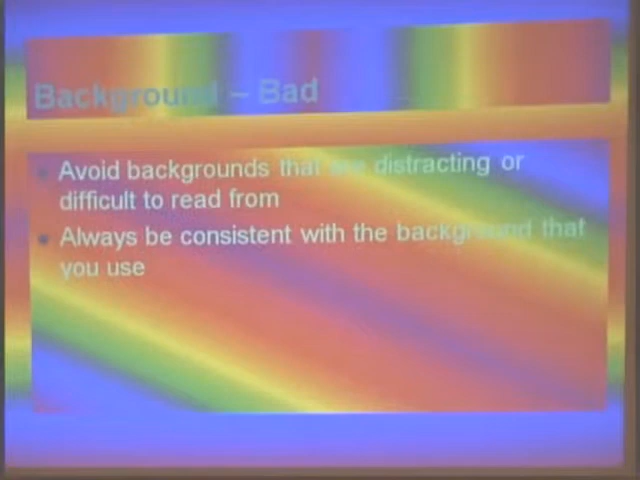 Background – Bad
Avoid backgrounds that are distracting or
difficult to read from
Always be consistent with the background that
you use